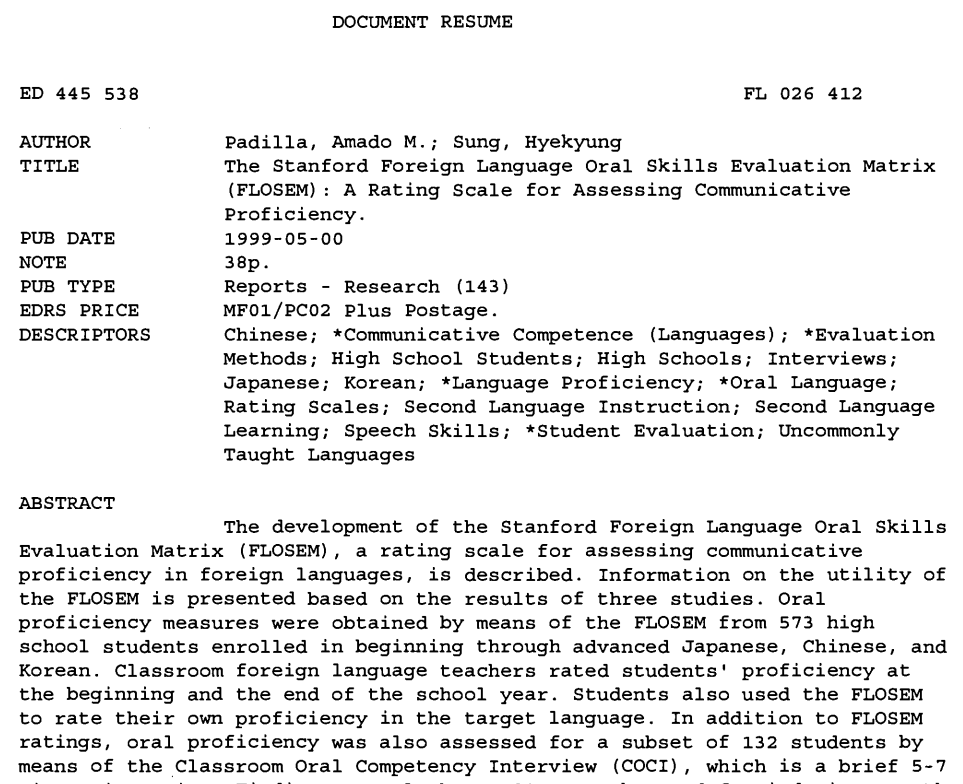 DOCUMENT RESUME
ED 445 538 FL 026 412
AUTHOR Padilla, Amado M.; Sung, Hyekyung
TITLE The Stanford Foreign Language Oral Skills Evaluation Matrix
(FLOSEM): A Rating Scale for Assessing Communicative
Proficiency.
PUB DATE 1999-05-00
NOTE 38p.
PUB TYPE Reports - Research (143)
EDRS PRICE MF01/PC02 Plus Postage.
DESCRIPTORS Chinese; *Communicative Competence (Languages); *Evaluation
Methods; High School Students; High Schools; Interviews;
Japanese; Korean; *Language Proficiency; *Oral Language;
Rating Scales; Second Language Instruction; Second Language
Learning; Speech Skills; *Student Evaluation; Uncommonly
Taught Languages
ABSTRACT
The development of the Stanford Foreign Language Oral Skills
Evaluation Matrix (FLOSEM), a rating scale for assessing communicative
proficiency in foreign languages, is described. Information on the utility of
the FLOSEM is presented based on the results of three studies. Oral
proficiency measures were obtained by means of the FLOSEM from 573 high
school students enrolled in beginning through advanced Japanese, Chinese, and
Korean. Classroom foreign language teachers rated students' proficiency at
the beginning and the end of the school year. Students also used the FLOSEM
to rate their own proficiency in the target language. In addition to FLOSEM
ratings, oral proficiency was also assessed for a subset of 132 students by
means of the Classroom Oral Competency Interview (COCI), which is a brief 5-7